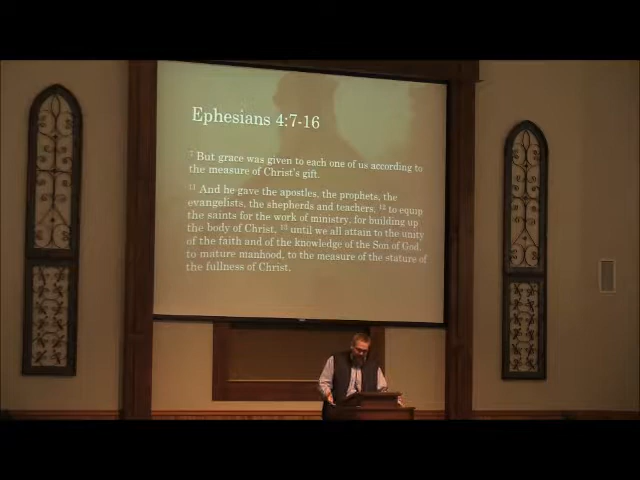 Ephesians 4:7-16
7 But grace was given to each one of us according to
the measure of Christ's gift.
11 And he gave the apostles, the prophets, the
evangelists, the shepherds and teachers, 12 to equip
the saints for the work of ministry, for building up
the body of Christ, 13 until we all attain to the unity
of the faith and of the knowledge of the Son of God,
to mature manhood, to the measure of the stature of
the fullness of Christ,